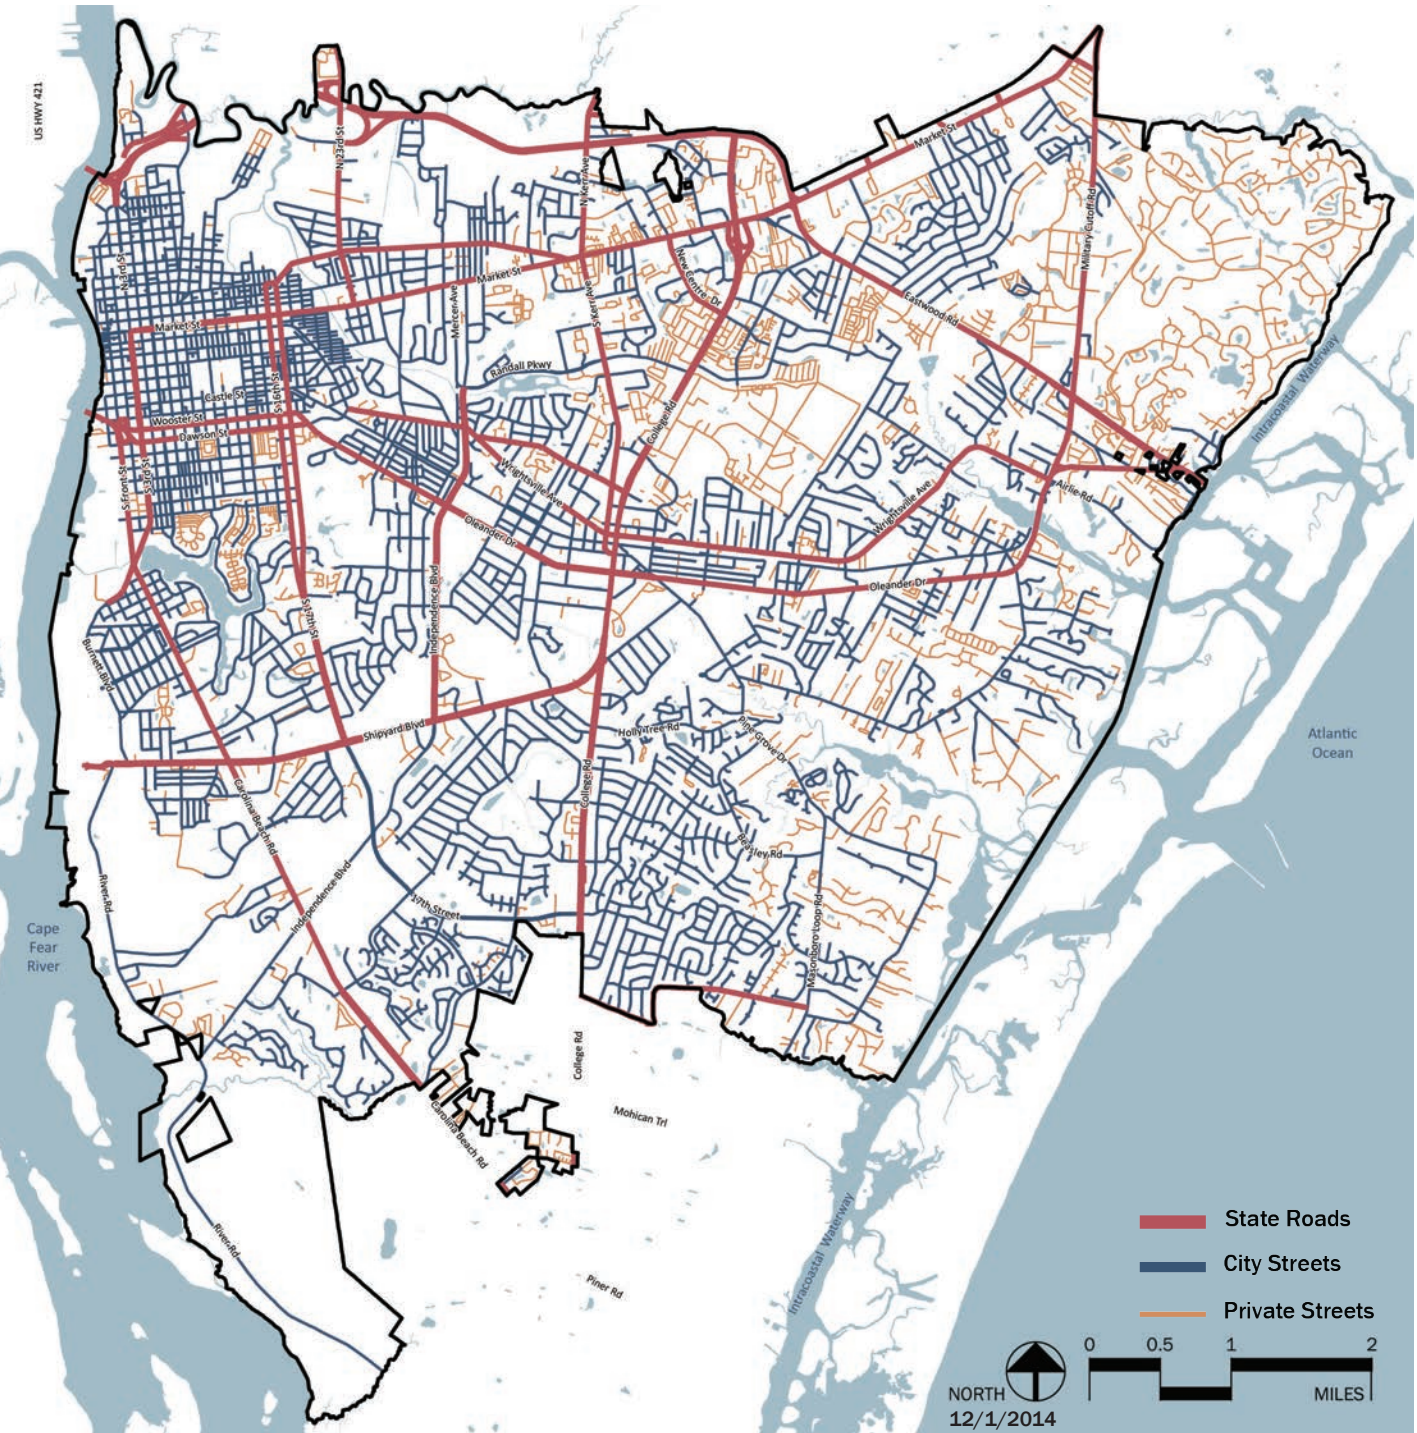 US HWY 421
N 23rd St
N Kerr Ave
Market St
Military Cutoff Rd
N 3rd St
New Centre Dr
Market St
Mercer Ave
S Kerr Ave
Eastwood Rd
Market St
Randall Pkwy
Intracoastal Waterway
Castle St
S 16th St
Wooster St
Dawson St
College Rd
S Front St
S 3rd St
Wrightsville Ave
Wrightsville Ave
Airlie Rd
Oleander Dr
Oleander Dr
Independence Blvd
S 17th St
Burnett Blvd
Shipyard Blvd
Holly Tree Rd
Pine Grove Dr
Atlantic
Ocean
College Rd
Carolina Beach Rd
Beasley Rd
River Rd
Independence Blvd
17th Street
Masonboro Loop Rd
Cape
Fear
River
College Rd
Mohican Trl
Carolina Beach Rd
River Rd
Piner Rd
Intracoastal Waterway
State Roads
City Streets
Private Streets
0 0.5 1 2
NORTH
MILES
12/1/2014